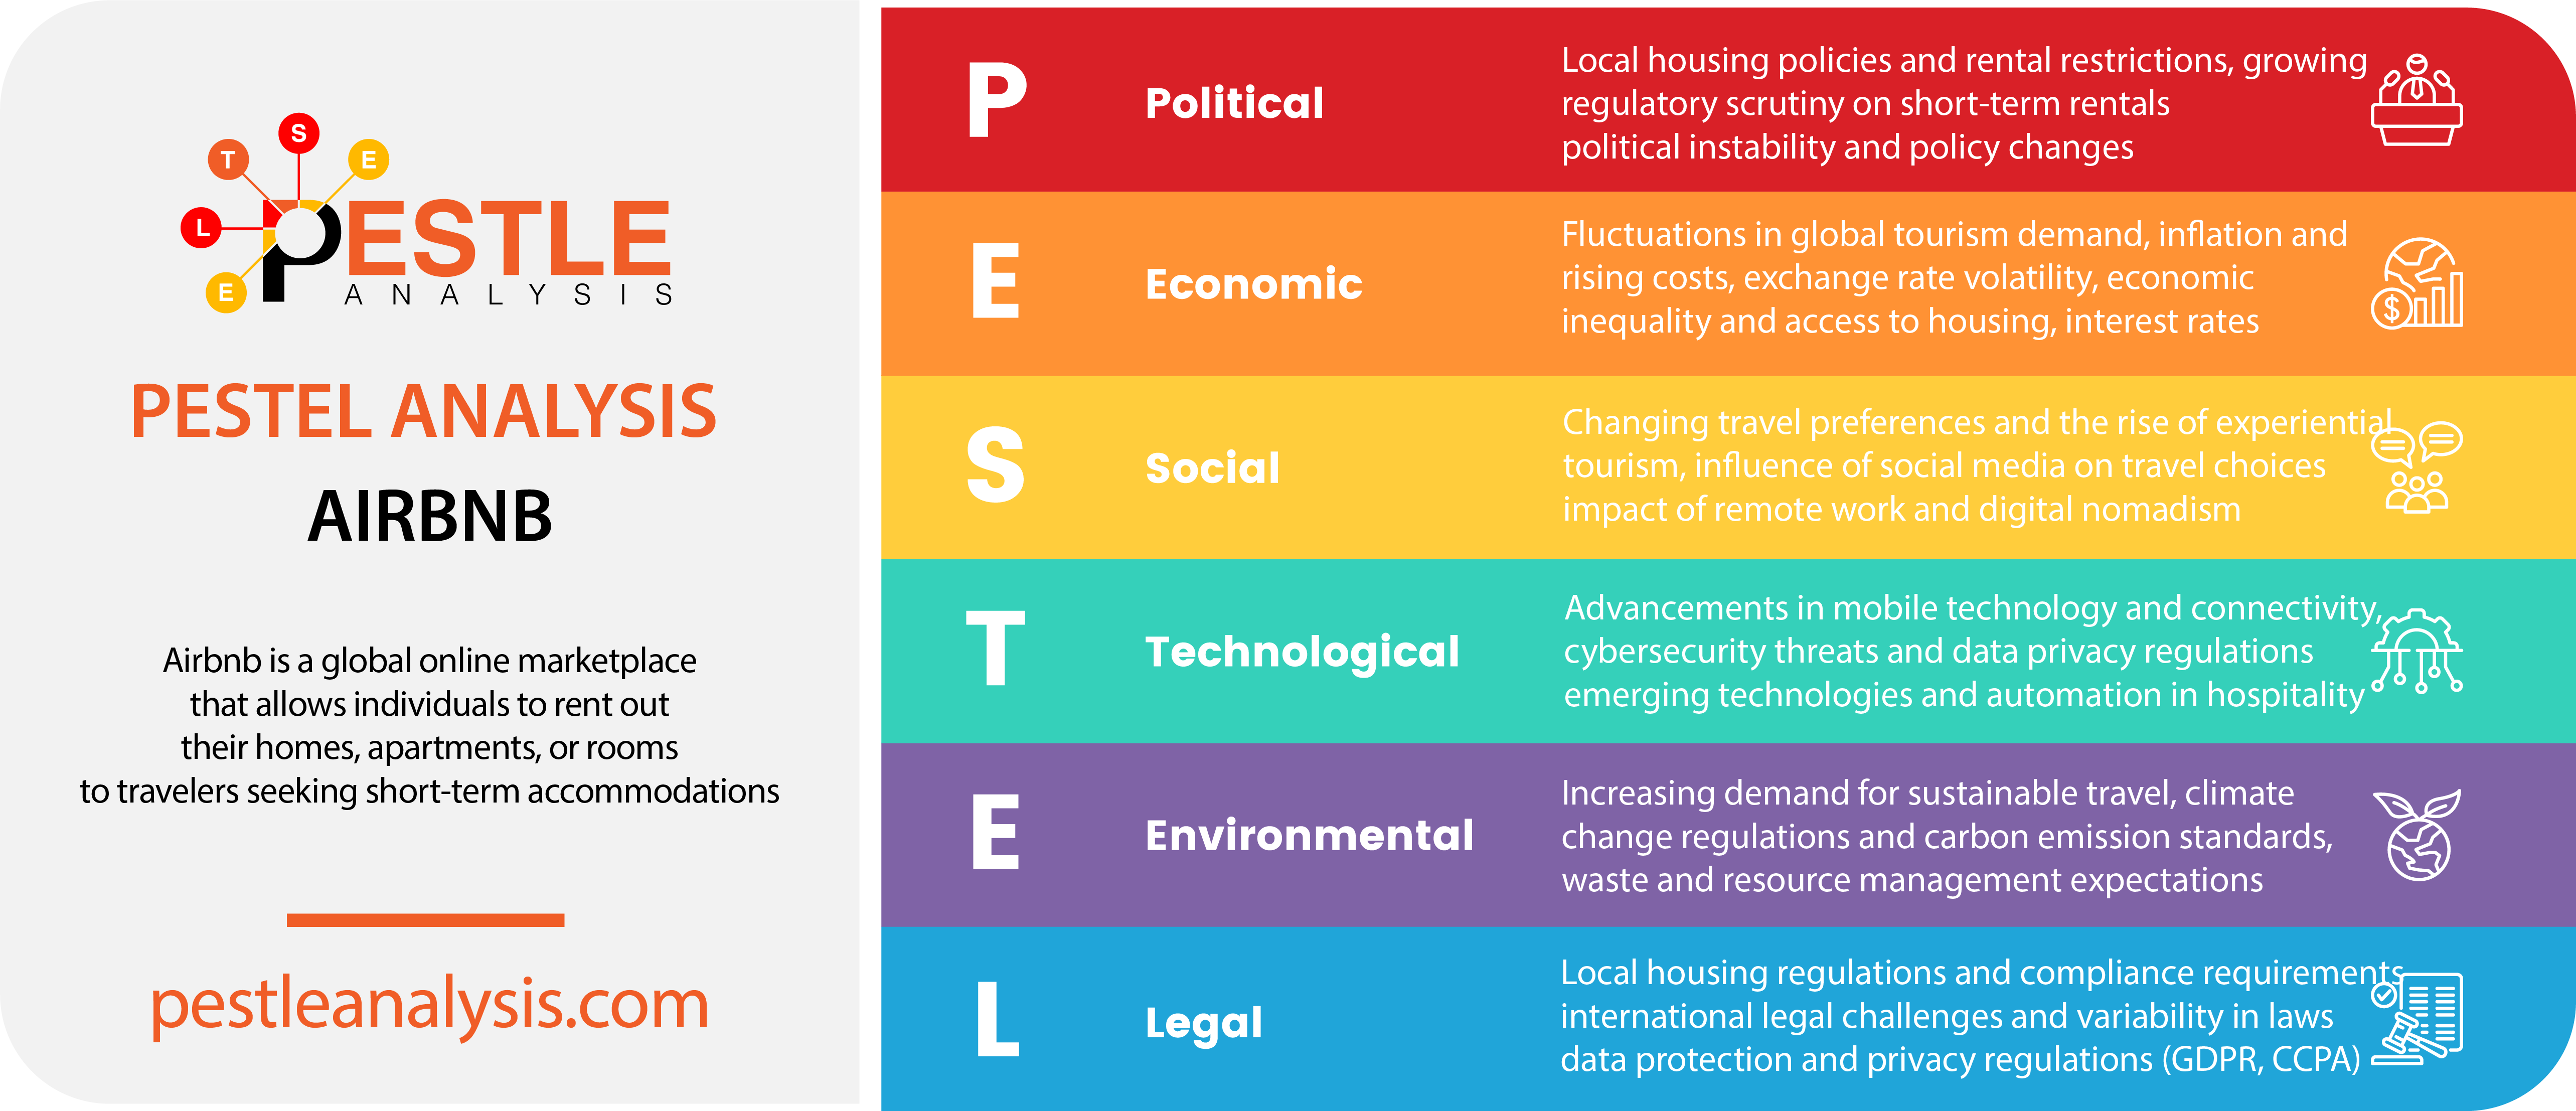 S
T
E
L
E
PESTLE
ANALYSIS
PESTEL ANALYSIS
AIRBNB
Airbnb is a global online marketplace
that allows individuals to rent out
their homes, apartments, or rooms
to travelers seeking short-term accommodations
pestleanalysis.com
P
Political
Local housing policies and rental restrictions, growing
regulatory scrutiny on short-term rentals
political instability and policy changes
E
Economic
Fluctuations in global tourism demand, inflation and
rising costs, exchange rate volatility, economic
inequality and access to housing, interest rates
$
S
Social
Changing travel preferences and the rise of experiential
tourism, influence of social media on travel choices
impact of remote work and digital nomadism
T
Technological
Advancements in mobile technology and connectivity,
cybersecurity threats and data privacy regulations
emerging technologies and automation in hospitality
E
Environmental
Increasing demand for sustainable travel, climate
change regulations and carbon emission standards,
waste and resource management expectations
L
Legal
Local housing regulations and compliance requirements
international legal challenges and variability in laws
data protection and privacy regulations (GDPR, CCPA)